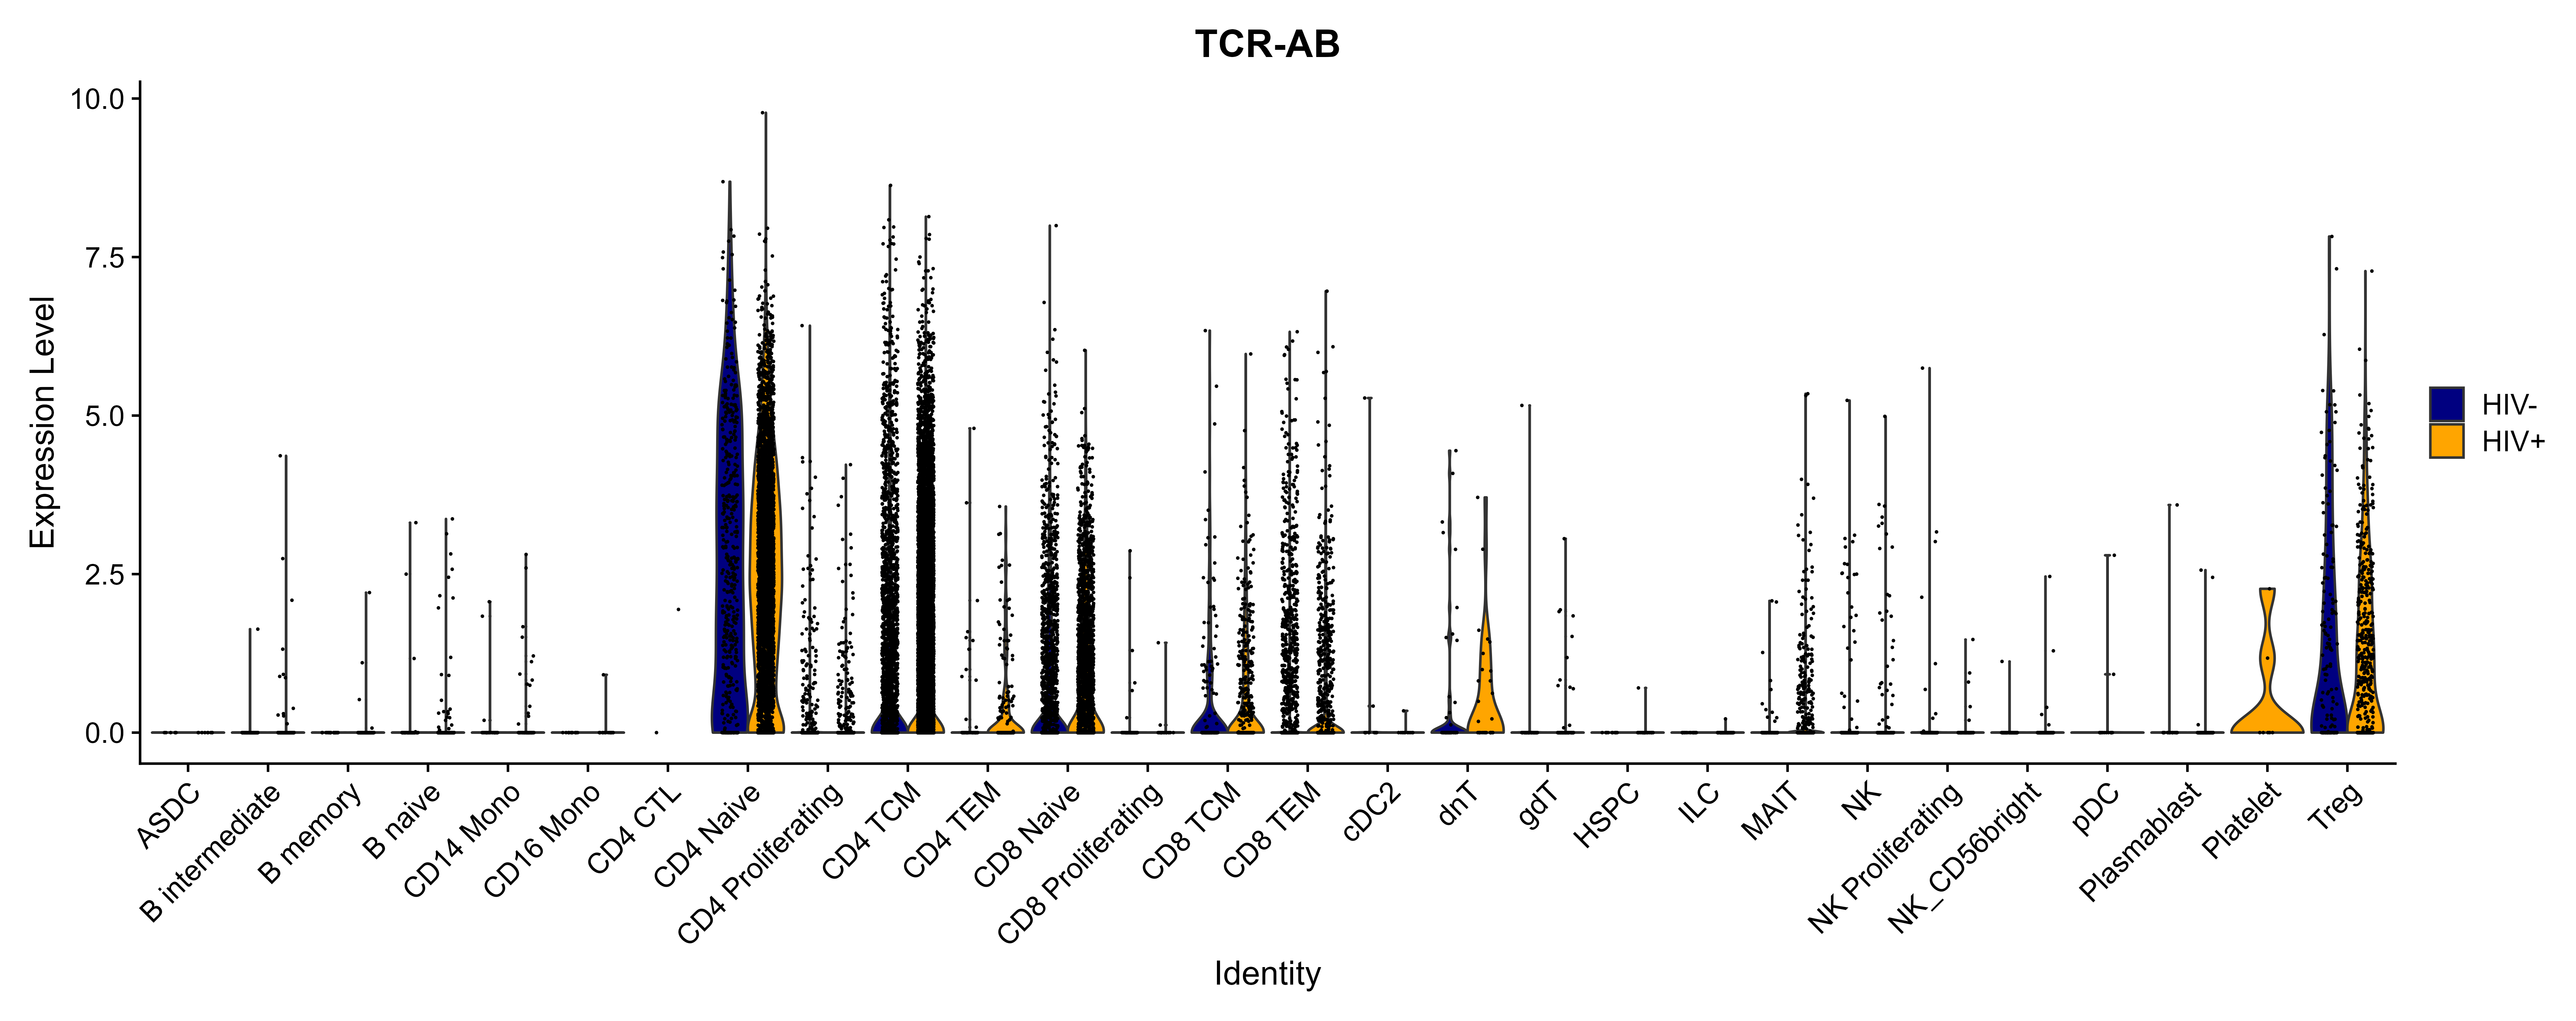 TCR-AB
Expression Level
10.0
7.5
5.0
2.5
0.0
ASDC
B intermediate
B memory
B naive
CD14 Mono
CD16 Mono
CD4 CTL
CD4 Naive
CD4 Proliferating
CD4 TCM
CD4 TEM
CD8 Naive
CD8 Proliferating
CD8 TCM
CD8 TEM
cDC2
dnT
gdT
HSPC
ILC
MAIT
NK
NK Proliferating
NK_CD56bright
pDC
Plasmablast
Platelet
Treg
Identity
HIV-
HIV+